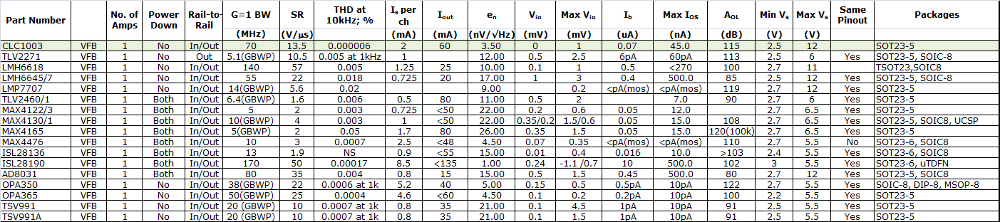 Part Number No. of Amps Power Down Rail-to-Rail G=1 BW (MHz) SR (V/µs) THD at 10kHz; % Is per ch (mA) Iout (mA) en (nV/√Hz) Vio (mV) Max Vio (mV) Ib (uA) Max IOS (nA) AOL (dB) Min Vs (V) Max Vs (V) Same Pinout Packages
CLC1003 VFB 1 No In/Out 70 13.5 0.000006 2 60 3.50 0 1 0.07 45.0 115 2.5 12 SOT23-5
TLV2271 VFB 1 No Out 5.1(GBWP) 10.5 0.005 at 1kHz 1 12.00 0.5 2.5 6pA 60pA 113 2.5 6 Yes SOT23-5, SOIC-8
LMH6618 VFB 1 No In/Out 140 57 0.005 1.25 25 10.00 0.1 1 0.5 <270 100 2.7 11 TSOT23,SOIC8
LMH6645/7 VFB 1 No In/Out 55 22 0.018 0.725 20 17.00 1 3 0.4 500.0 85 2.5 12 Yes SOT23-5, SOIC-8
LMP7707 VFB 1 No In/Out 14(GBWP) 5.6 0.02 9.00 0.2 <pA(mos) <pA(mos) 119 2.7 12 Yes SOT23-5
TLV2460/1 VFB 1 Both In/Out 6.4(GBWP) 1.6 0.006 0.5 80 11.00 0.5 2 7.0 90 2.7 6 Yes SOT23-5
MAX4122/3 VFB 1 Both In/Out 5 2 0.003 0.725 <50 22.00 0.2 0.6 0.05 12.0 2.7 6.5 Yes SOT23-5
MAX4130/1 VFB 1 Both In/Out 10(GBWP) 4 0.003 1 <50 22.00 0.35/0.2 1.5/0.6 0.05 15.0 108 2.7 6.5 Yes SOT23-5, SOIC8, UCSP
MAX4165 VFB 1 Both In/Out 5(GBWP) 2 0.05 1.7 80 26.00 0.35 1.5 0.05 15.0 120(100k) 2.7 6.5 Yes SOT23-5
MAX4476 VFB 1 Both In/Out 10 3 0.0007 2.5 <48 4.50 0.07 0.35 <pA(mos) <pA(mos) 110 2.7 5.5 No SOT23-6, SOIC8
ISL28136 VFB 1 Both In/Out 13 1.9 NS 0.9 <55 15.00 0.01 0.4 0.016 10.0 >103 2.4 5.5 Yes SOT23-6, SOIC8
ISL28190 VFB 1 Both In/Out 170 50 0.00017 8.5 <135 1.00 0.24 -1.1 /0.7 10 500.0 102 3 5.5 Yes SOT23-6, uTDFN
AD8031 VFB 1 Both In/Out 80 35 0.004 0.8 15 15.00 0.5 1.5 0.45 500.0 80 2.7 12 Yes SOT23-5, SOIC8
OPA350 VFB 1 No In/Out 38(GBWP) 22 0.0006 at 1k 5.2 40 5.00 0.15 0.5 0.5pA 10pA 122 2.7 5.5 Yes SOIC-8, DIP-8, MSOP-8
OPA365 VFB 1 No In/Out 50(GBWP) 25 0.0004 4.6 <60 4.50 0.1 0.2 0.2pA 10pA 100 2.2 5.5 Yes SOT23-5
TSV991 VFB 1 No In/Out 20 (GBWP) 10 0.0007 at 1k 0.8 35 21.00 0.1 4.5 1pA 10pA 91 2.5 5.5 Yes SOT23-5
TSV991A VFB 1 No In/Out 20 (GBWP) 10 0.0007 at 1k 0.8 35 21.00 0.1 1.5 1pA 10pA 91 2.5 5.5 Yes SOT23-5